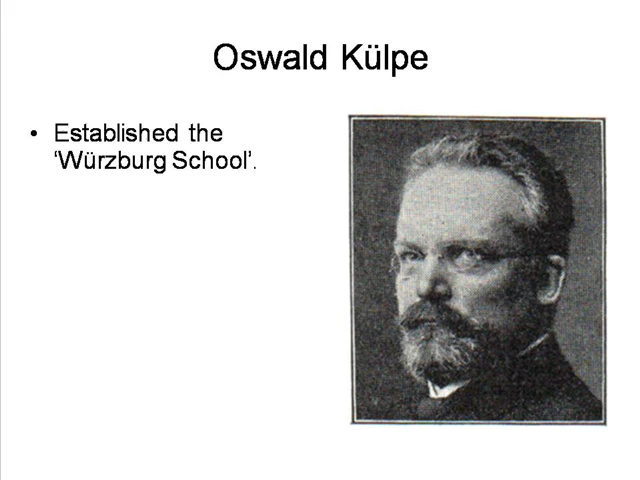 Oswald Külpe
• Established the
‘Würzburg School’.